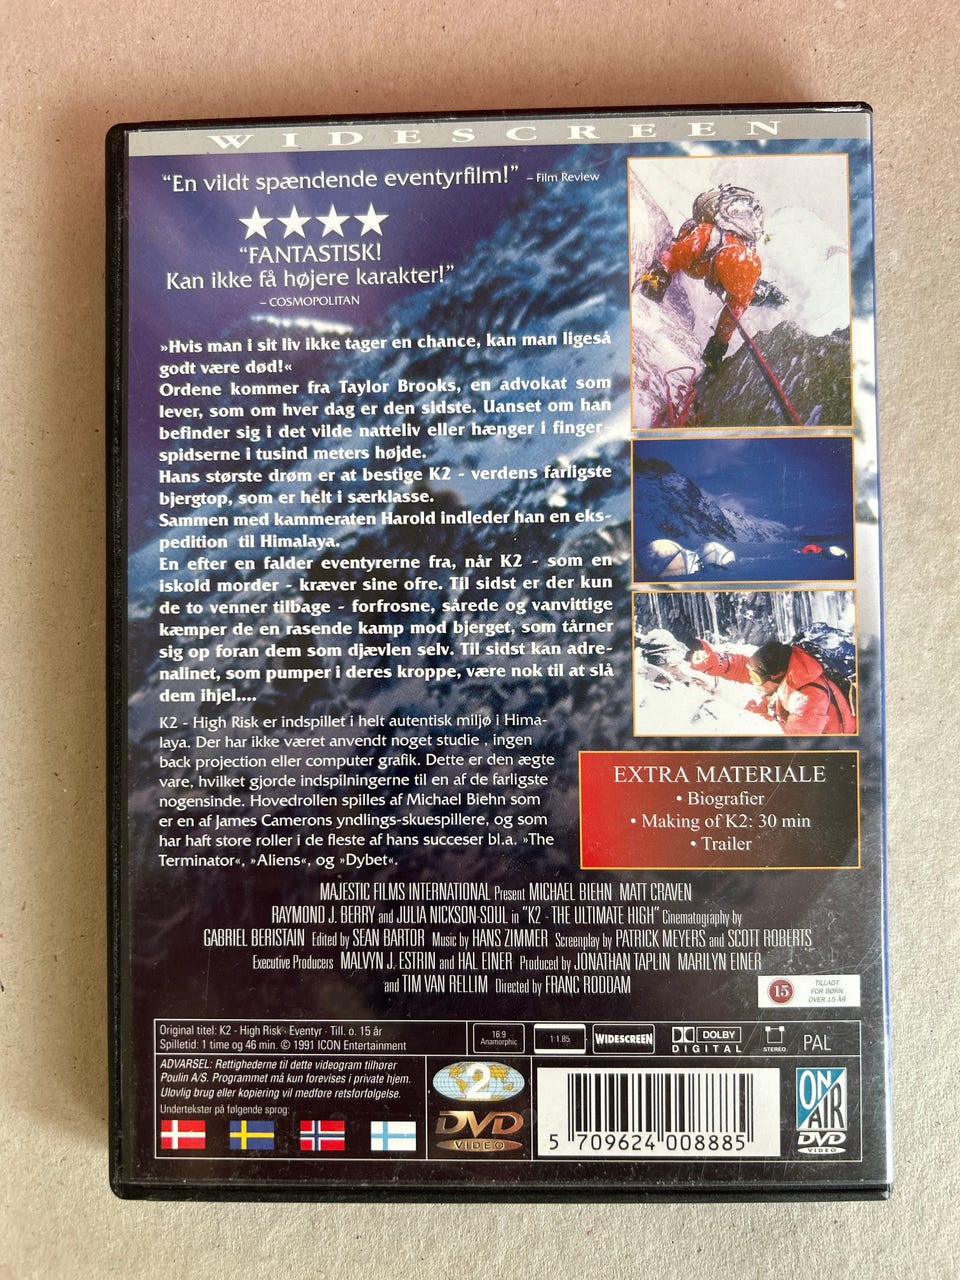 WIDESCREEN
“En vildt spændende eventyrfilm!” – Film Review
“FANTASTISK!
Kan ikke få højere karakter!”
– COSMOPOLITAN
»Hvis man i sit liv ikke tager en chance, kan man ligeså
godt være død!«
Ordene kommer fra Taylor Brooks, en advokat som
lever, som om hver dag er den sidste. Uanset om han
befinder sig i det vilde natteliv eller hænger i finger-
spidserne i tusind meters højde.
Hans største drøm er at bestige K2 - verdens farligste
bjergtop, som er helt i særklasse.
Sammen med kammeraten Harold indleder han en eks-
pedition til Himalaya.
En efter en falder eventyrerne fra, når K2 - som en
iskold morder - kræver sine ofre. Til sidst er der kun
de to venner tilbage - forfrosne, sårede og vanvittige
kæmper de en rasende kamp mod bjerget, som tårner
sig op foran dem som djævlen selv. Til sidst kan adre-
nalinet, som pumper i deres kroppe, være nok til at slå
dem ihjel....
K2 - High Risk er indspillet i helt autentisk miljø i Hima-
laya. Der har ikke været anvendt noget studie , ingen
back projection eller computer grafik. Dette er den ægte
vare, hvilket gjorde indspilningerne til en af de farligste
nogensinde. Hovedrollen spilles af Michael Biehn som
er en af James Camerons yndlings-skuespillere, og som
har haft store roller i de fleste af hans succeser bl.a. »The
Terminator«, »Aliens«, og »Dybet«.
EXTRA MATERIALE
• Biografier
• Making of K2: 30 min
• Trailer
MAJESTIC FILMS INTERNATIONAL Present MICHAEL BIEHN MATT CRAVEN
RAYMOND J. BERRY and JULIA NICKSON-SOUL in "K2 - THE ULTIMATE HIGH" Cinematography by
GABRIEL BERISTAIN Edited by SEAN BARTOR Music by HANS ZIMMER Screenplay by PATRICK MEYERS and SCOTT ROBERTS
Executive Producers MALVYN J. ESTRIN and HAL EINER Produced by JONATHAN TAPLIN MARILYN EINER
and TIM VAN RELLIM Directed by FRANC RODDAM
15
TILLADT
FOR BØRN
OVER 15 ÅR
Original titel: K2 - High Risk · Eventyr · Till. o. 15 år
Spilletid: 1 time og 46 min. © 1991 ICON Entertainment
16:9
Anamorphic
1:1.85
WIDESCREEN
DOLBY
DIGITAL
STEREO
PAL
ADVARSEL: Rettighederne til dette videogram tilhører
Poulin A/S. Programmet må kun forevises i private hjem.
Ulovlig brug eller kopiering vil medføre retsforfølgelse.
Undertekster på følgende sprog:
2
DVD
VIDEO
5 709624 008885
ON
AIR
DVD
VIDEO